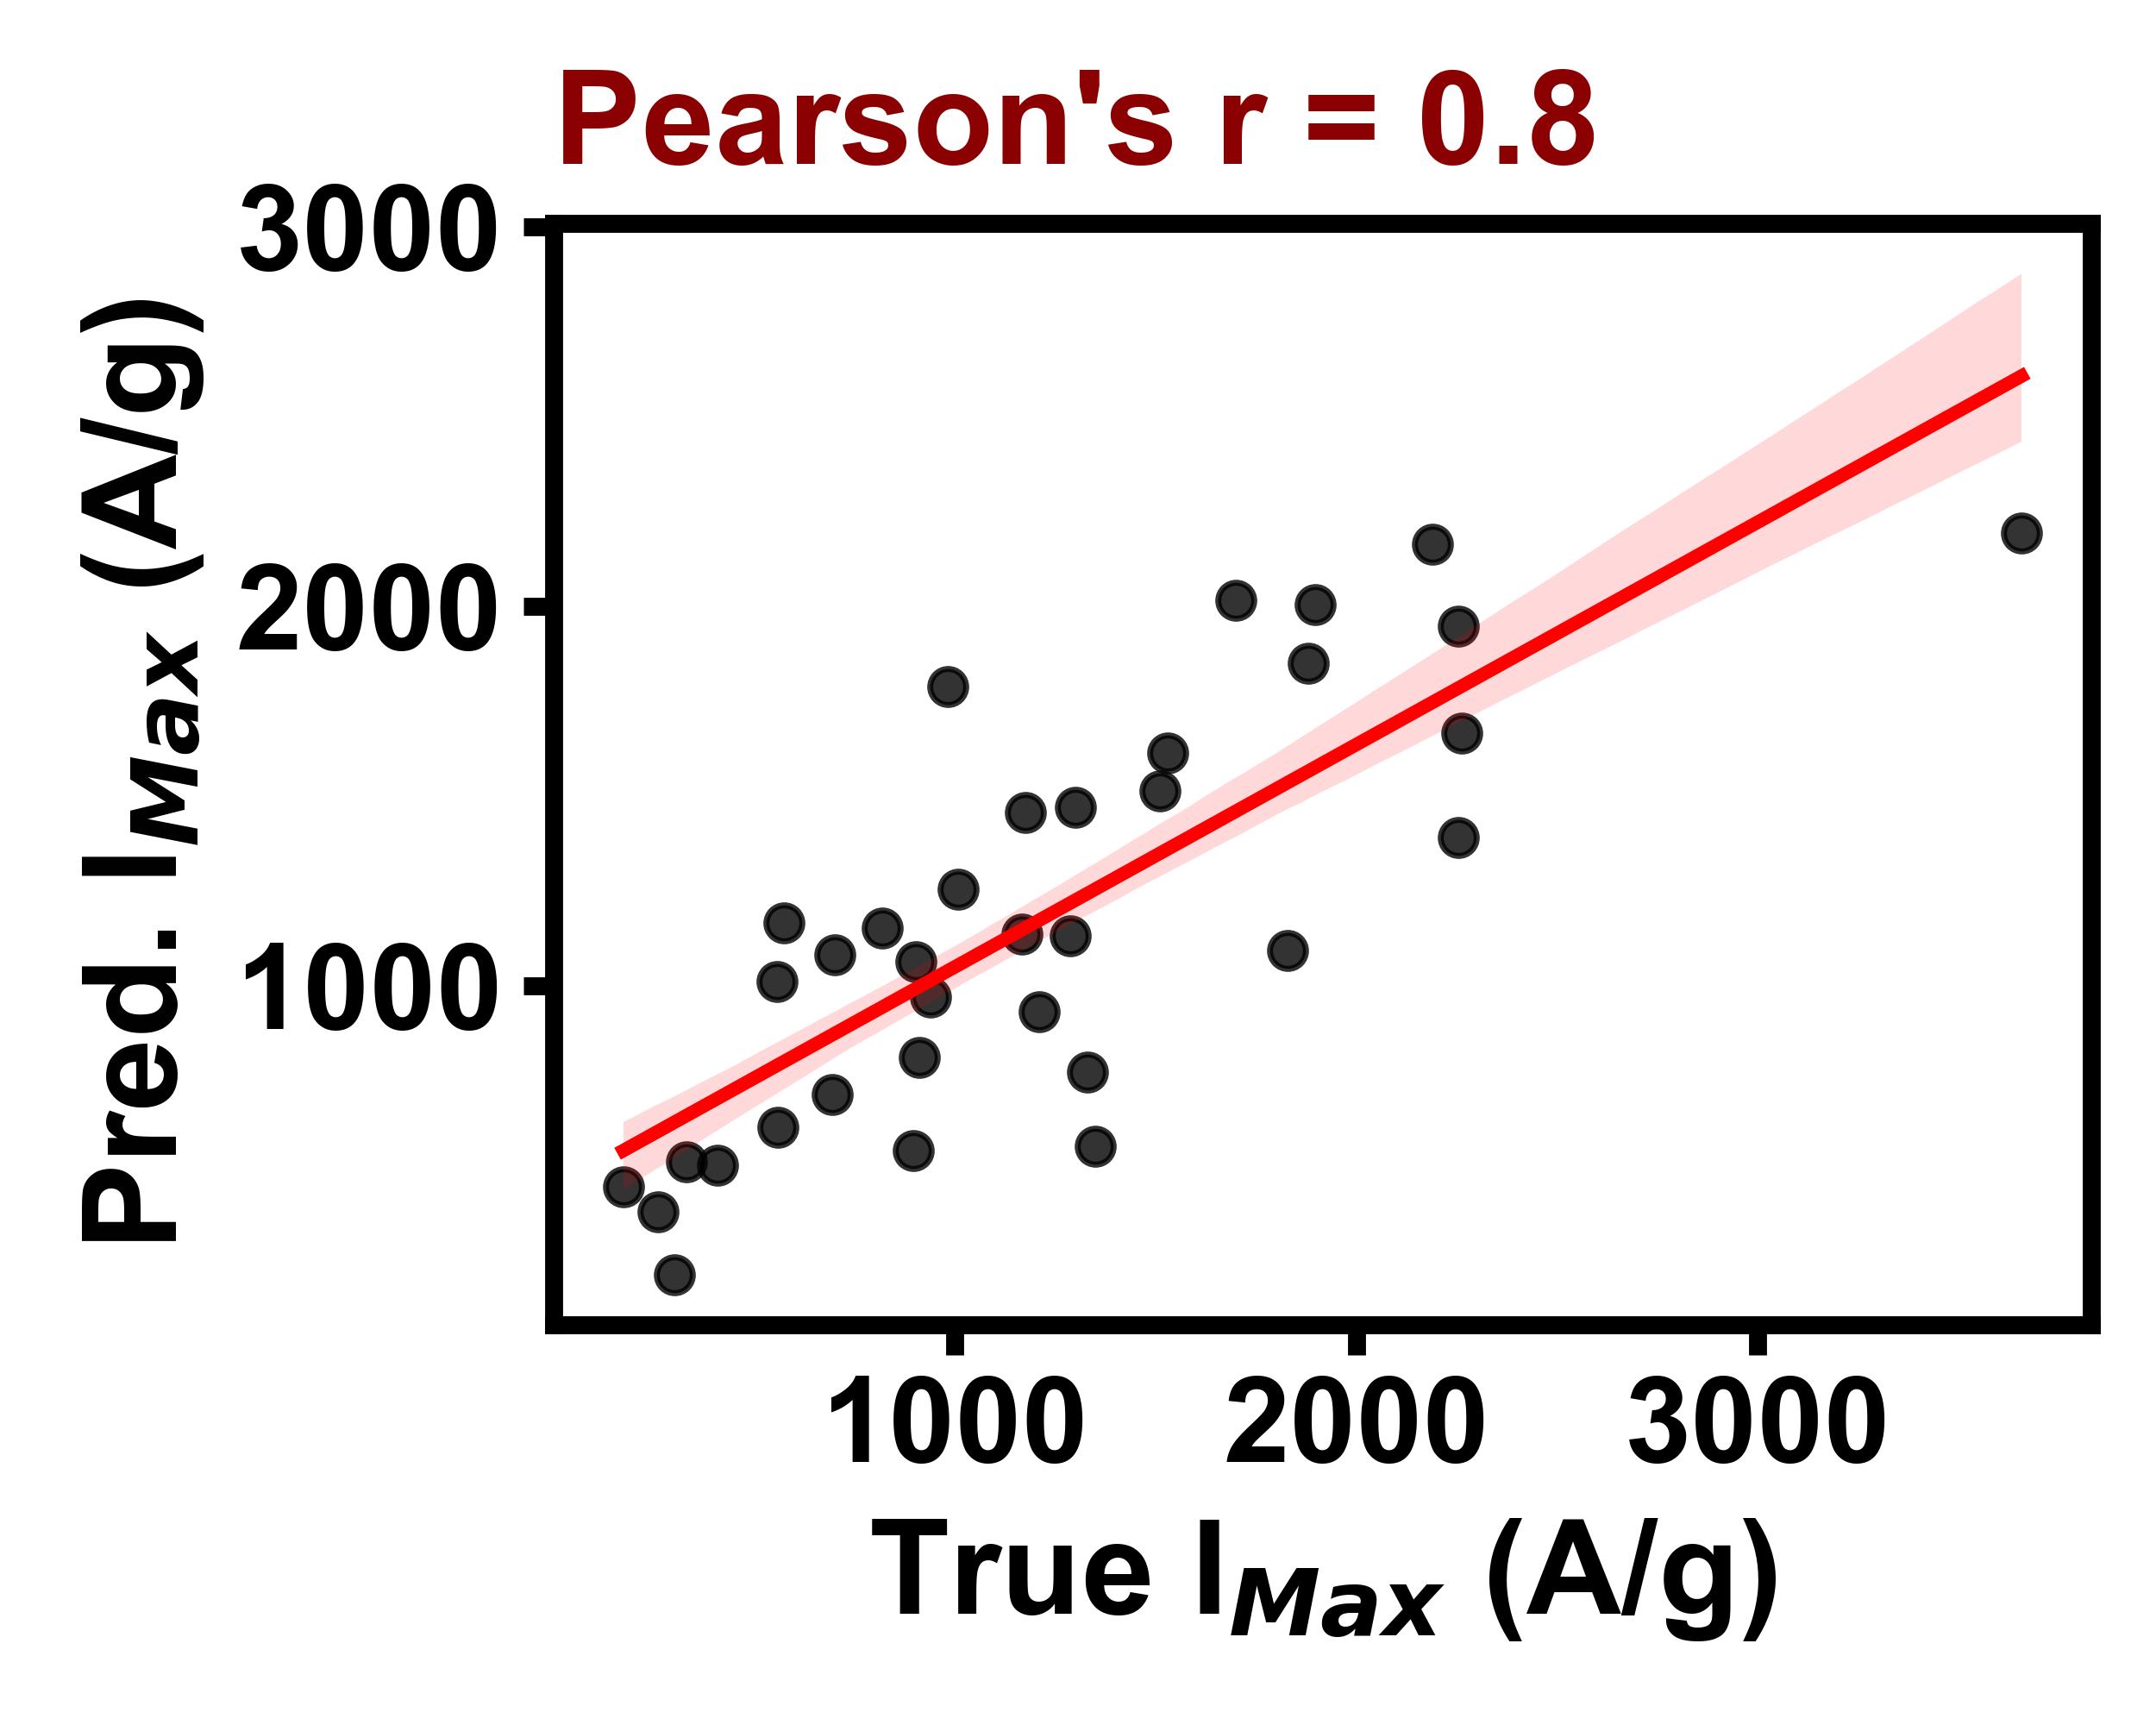 Pearson's r = 0.8
3000
2000
1000
Pred. I_Max (A/g)
1000 2000 3000
True I_Max (A/g)